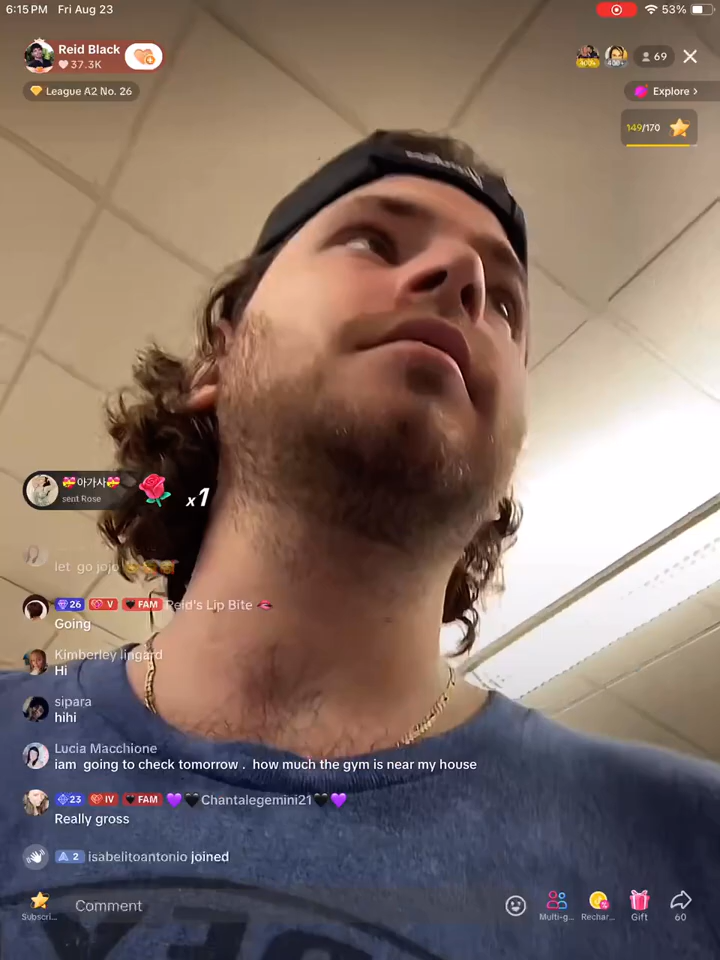 6:15 PM Fri Aug 23
53%
Reid Black
37.3K
69
League A2 No. 26
Explore >
149/170
💝아가사💝
sent Rose
x1
let go jojo
26 V FAM Reid's Lip Bite 🫦
Going
Kimberley lingard
Hi
sipara
hihi
Lucia Macchione
iam going to check tomorrow . how much the gym is near my house
23 IV FAM 💜🖤Chantalegemini21🖤💜
Really gross
2 isabelitoantonio joined
Subscri...
Comment
Multi-g...
Rechar...
Gift
60